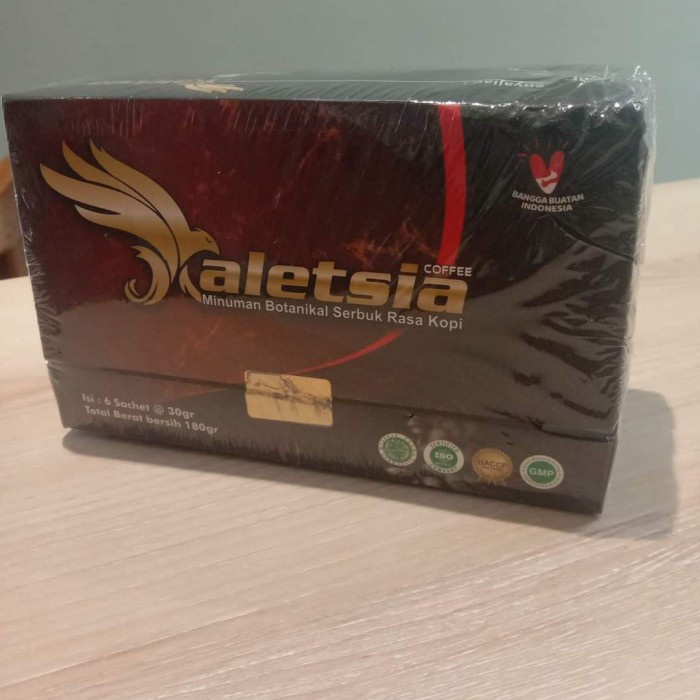 BANGGA BUATAN
INDONESIA
Kaletsia
COFFEE
Minuman Botanikal Serbuk Rasa Kopi
Isi : 6 Sachet @ 30gr
Total Berat bersih 180gr
ISO
HACCP
GMP